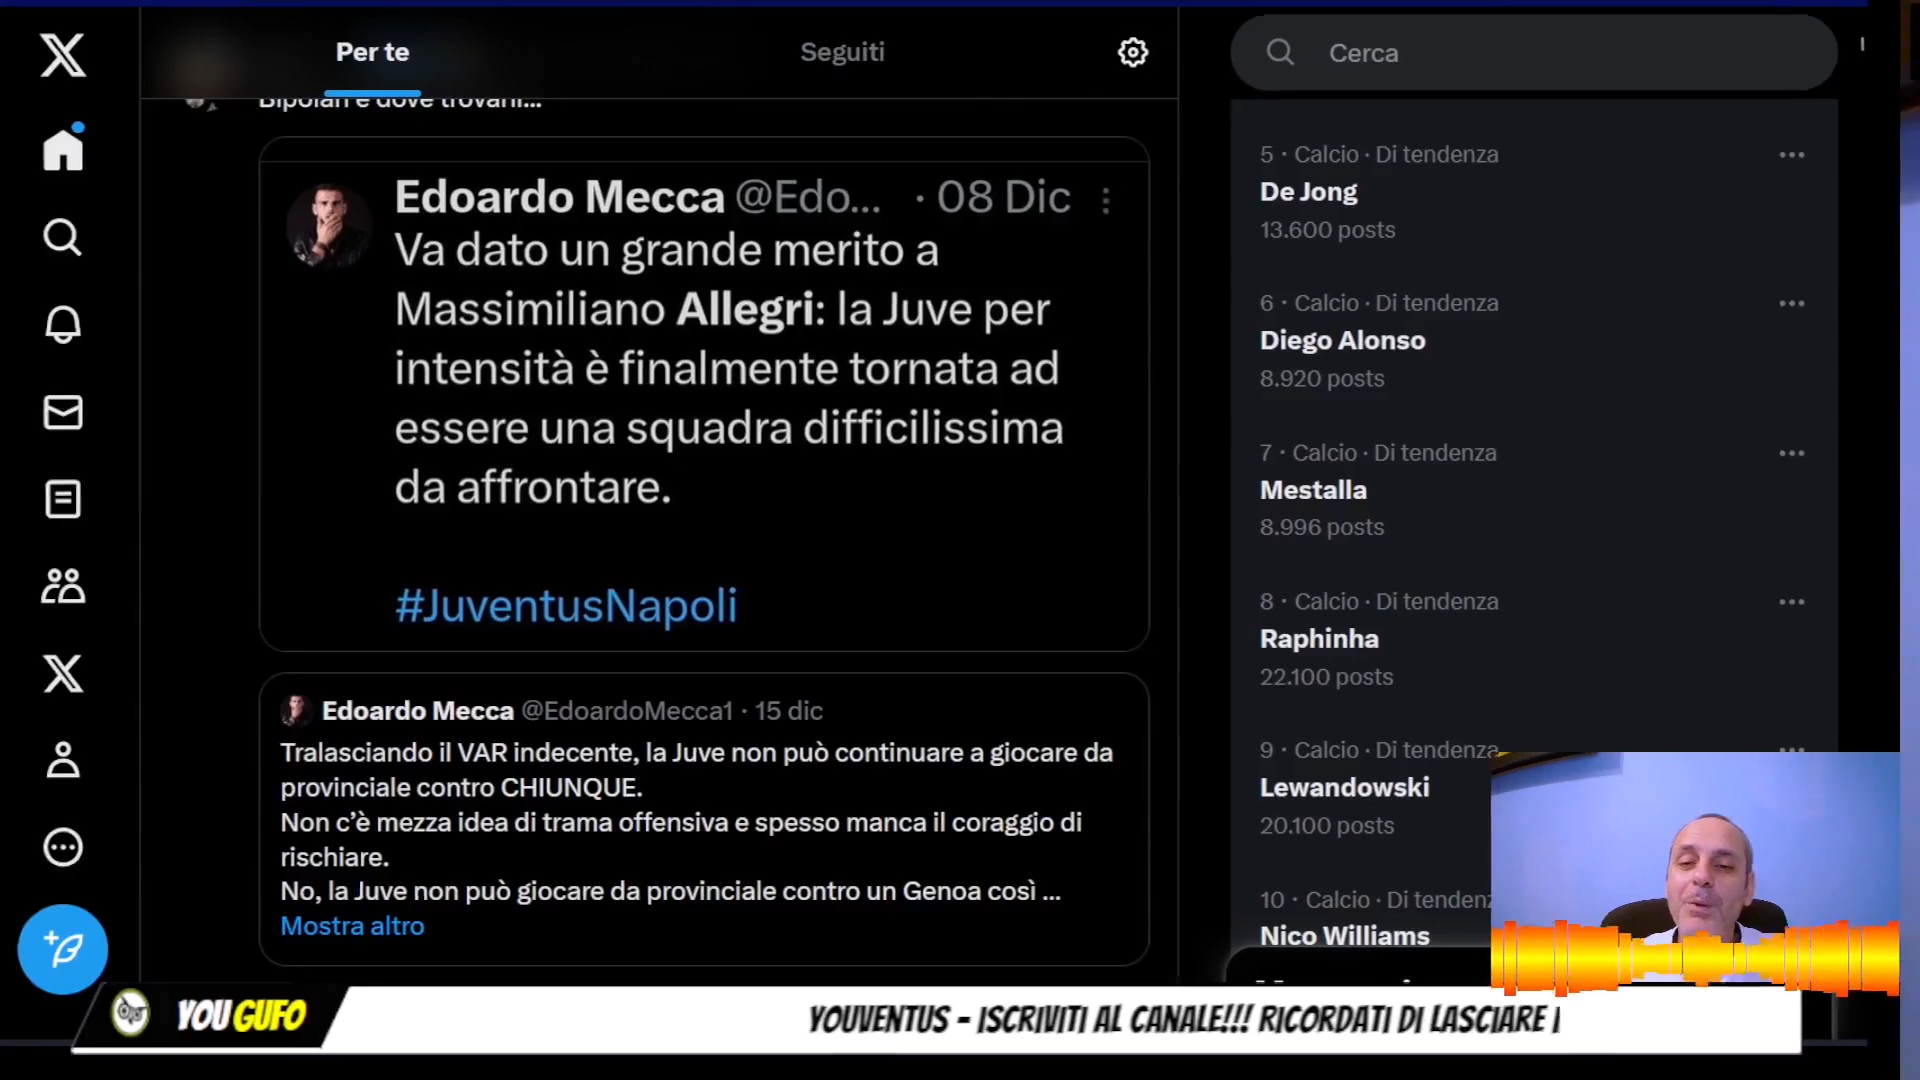 Per te
Seguiti
Cerca
Bipolari e dove trovarli...
Edoardo Mecca @Edo... · 08 Dic
Va dato un grande merito a
Massimiliano Allegri: la Juve per
intensità è finalmente tornata ad
essere una squadra difficilissima
da affrontare.
#JuventusNapoli
Edoardo Mecca @EdoardoMecca1 · 15 dic
Tralasciando il VAR indecente, la Juve non può continuare a giocare da
provinciale contro CHIUNQUE.
Non c’è mezza idea di trama offensiva e spesso manca il coraggio di
rischiare.
No, la Juve non può giocare da provinciale contro un Genoa così ...
Mostra altro
5 · Calcio · Di tendenza
De Jong
13.600 posts
6 · Calcio · Di tendenza
Diego Alonso
8.920 posts
7 · Calcio · Di tendenza
Mestalla
8.996 posts
8 · Calcio · Di tendenza
Raphinha
22.100 posts
9 · Calcio · Di tendenza
Lewandowski
20.100 posts
10 · Calcio · Di tendenz
Nico Williams
YOUGUFO
YOUVENTUS - ISCRIVITI AL CANALE!!! RICORDATI DI LASCIARE